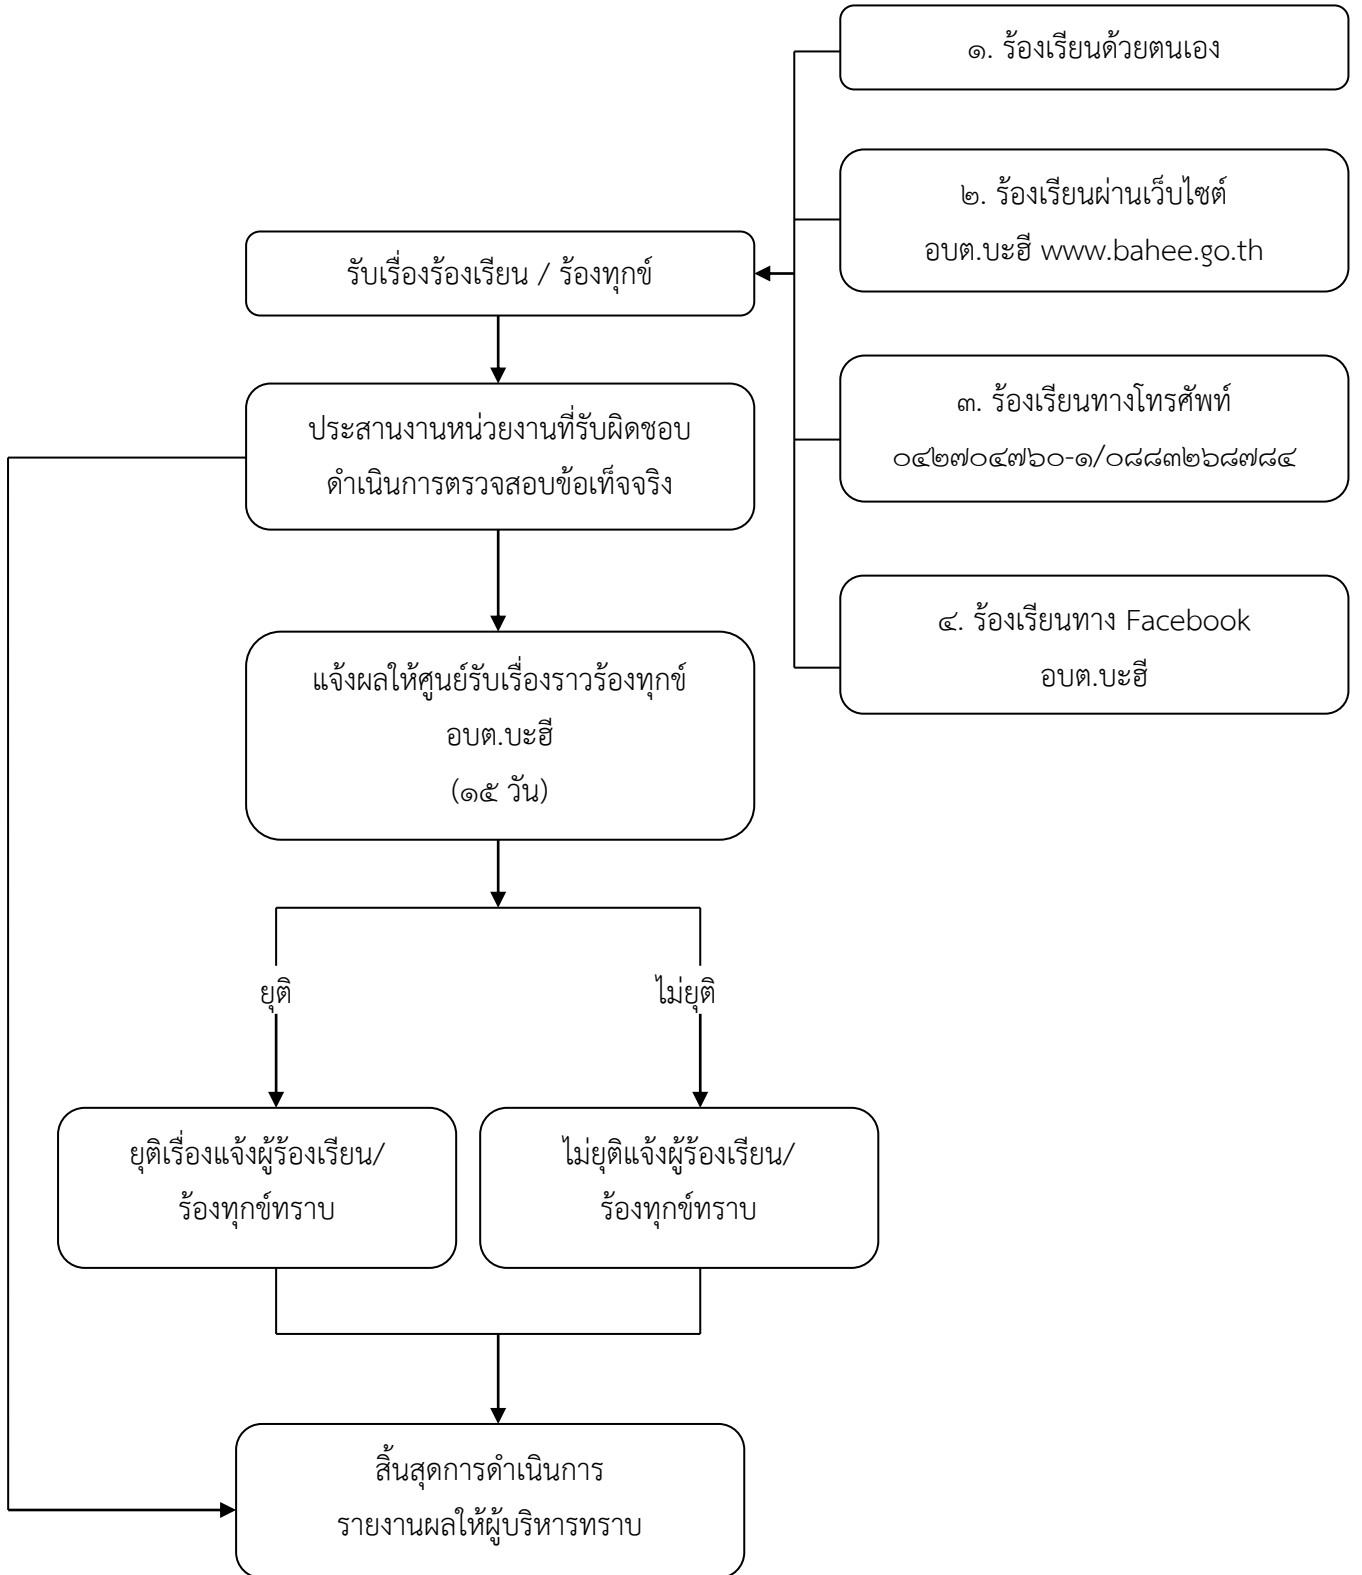 ๑. ร้องเรียนด้วยตนเอง
๒. ร้องเรียนผ่านเว็บไซต์
อบต.บะฮี www.bahee.go.th
๓. ร้องเรียนทางโทรศัพท์
๐๔๒๗๐๔๗๖๐-๑/๐๘๘๓๒๖๘๗๘๔
๔. ร้องเรียนทาง Facebook
อบต.บะฮี
รับเรื่องร้องเรียน / ร้องทุกข์
ประสานงานหน่วยงานที่รับผิดชอบ
ดำเนินการตรวจสอบข้อเท็จจริง
แจ้งผลให้ศูนย์รับเรื่องราวร้องทุกข์
อบต.บะฮี
(๑๕ วัน)
ยุติ
ไม่ยุติ
ยุติเรื่องแจ้งผู้ร้องเรียน/
ร้องทุกข์ทราบ
ไม่ยุติแจ้งผู้ร้องเรียน/
ร้องทุกข์ทราบ
สิ้นสุดการดำเนินการ
รายงานผลให้ผู้บริหารทราบ